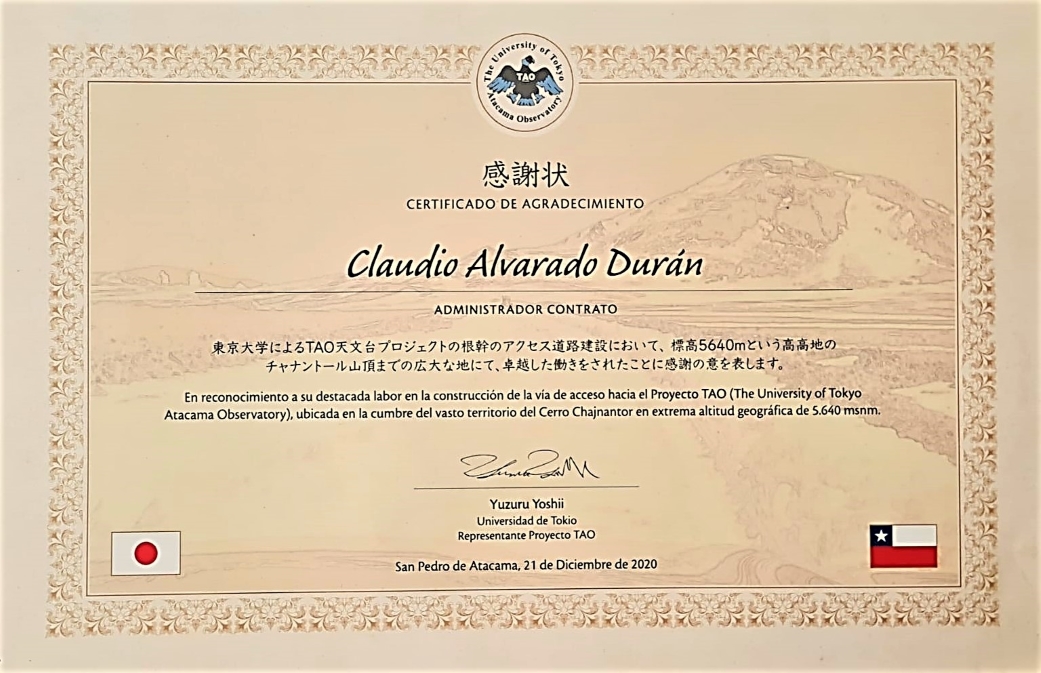 The University of Tokyo
TAO
Atacama Observatory
感謝状
CERTIFICADO DE AGRADECIMIENTO
Claudio Alvarado Durán
ADMINISTRADOR CONTRATO
東京大学によるTAO天文台プロジェクトの根幹のアクセス道路建設において、標高5640mという高高地の
チャナントール山頂までの広大な地にて、卓越した働きをされたことに感謝の意を表します。
En reconocimiento a su destacada labor en la construcción de la vía de acceso hacia el Proyecto TAO (The University of Tokyo
Atacama Observatory), ubicada en la cumbre del vasto territorio del Cerro Chajnantor en extrema altitud geográfica de 5.640 msnm.
Yuzuru Yoshii
Universidad de Tokio
Representante Proyecto TAO
San Pedro de Atacama, 21 de Diciembre de 2020